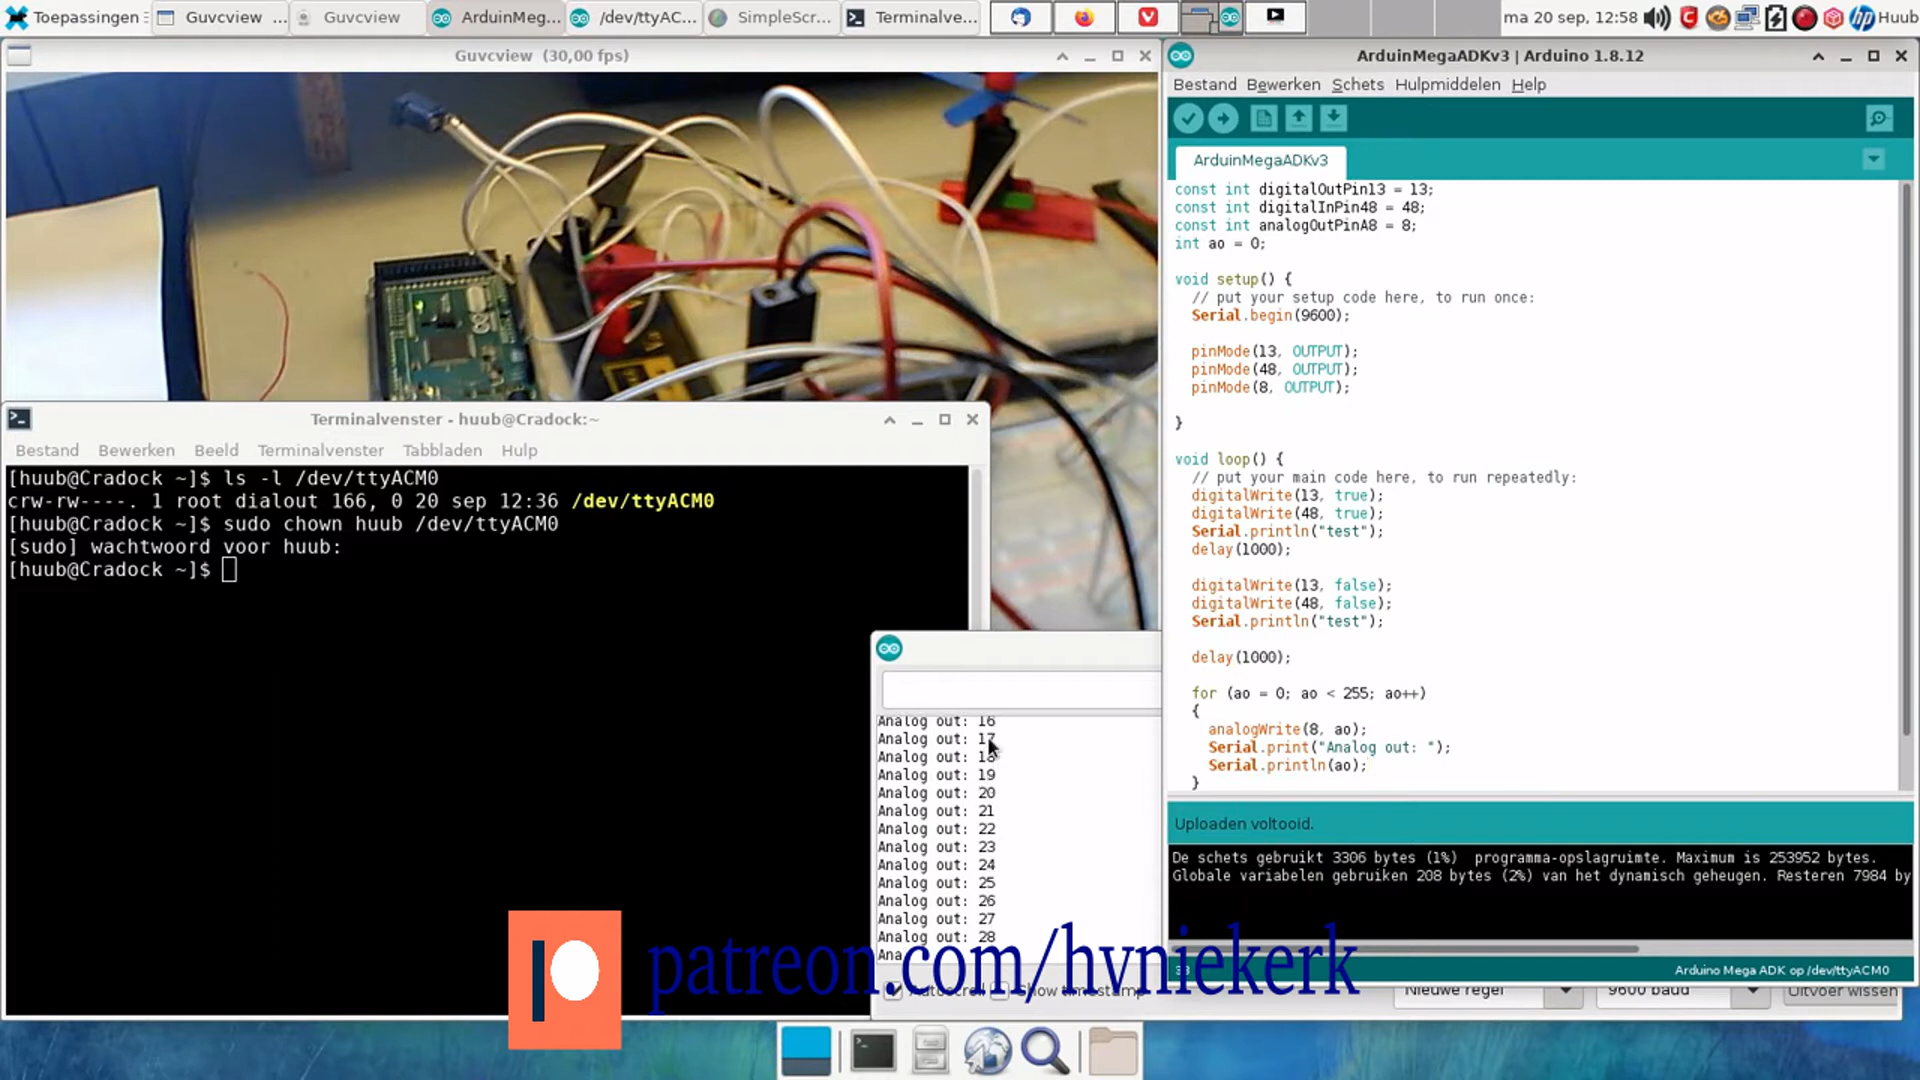 Toepassingen
Guvcview ...
Guvcview
ArduinMeg...
/dev/ttyAC...
SimpleScr...
Terminalve...
ma 20 sep, 12:58
Huub
Guvcview (30,00 fps)
Terminalvenster - huub@Cradock:~
Bestand Bewerken Beeld Terminalvenster Tabbladen Hulp
[huub@Cradock ~]$ ls -l /dev/ttyACM0
crw-rw----. 1 root dialout 166, 0 20 sep 12:36 /dev/ttyACM0
[huub@Cradock ~]$ sudo chown huub /dev/ttyACM0
[sudo] wachtwoord voor huub:
[huub@Cradock ~]$
Analog out: 16
Analog out: 17
Analog out: 18
Analog out: 19
Analog out: 20
Analog out: 21
Analog out: 22
Analog out: 23
Analog out: 24
Analog out: 25
Analog out: 26
Analog out: 27
Analog out: 28
Ana
Autoscroll Show timestamp
Nieuwe regel
9600 baud
Uitvoer wissen
patreon.com/hvniekerk
ArduinMegaADKv3 | Arduino 1.8.12
Bestand Bewerken Schets Hulpmiddelen Help
ArduinMegaADKv3
const int digitalOutPin13 = 13;
const int digitalInPin48 = 48;
const int analogOutPinA8 = 8;
int ao = 0;
void setup() {
// put your setup code here, to run once:
Serial.begin(9600);
pinMode(13, OUTPUT);
pinMode(48, OUTPUT);
pinMode(8, OUTPUT);
}
void loop() {
// put your main code here, to run repeatedly:
digitalWrite(13, true);
digitalWrite(48, true);
Serial.println("test");
delay(1000);
digitalWrite(13, false);
digitalWrite(48, false);
Serial.println("test");
delay(1000);
for (ao = 0; ao < 255; ao++)
{
analogWrite(8, ao);
Serial.print("Analog out: ");
Serial.println(ao);
}
Uploaden voltooid.
De schets gebruikt 3306 bytes (1%) programma-opslagruimte. Maximum is 253952 bytes.
Globale variabelen gebruiken 208 bytes (2%) van het dynamisch geheugen. Resteren 7984 by
Arduino Mega ADK op /dev/ttyACM0